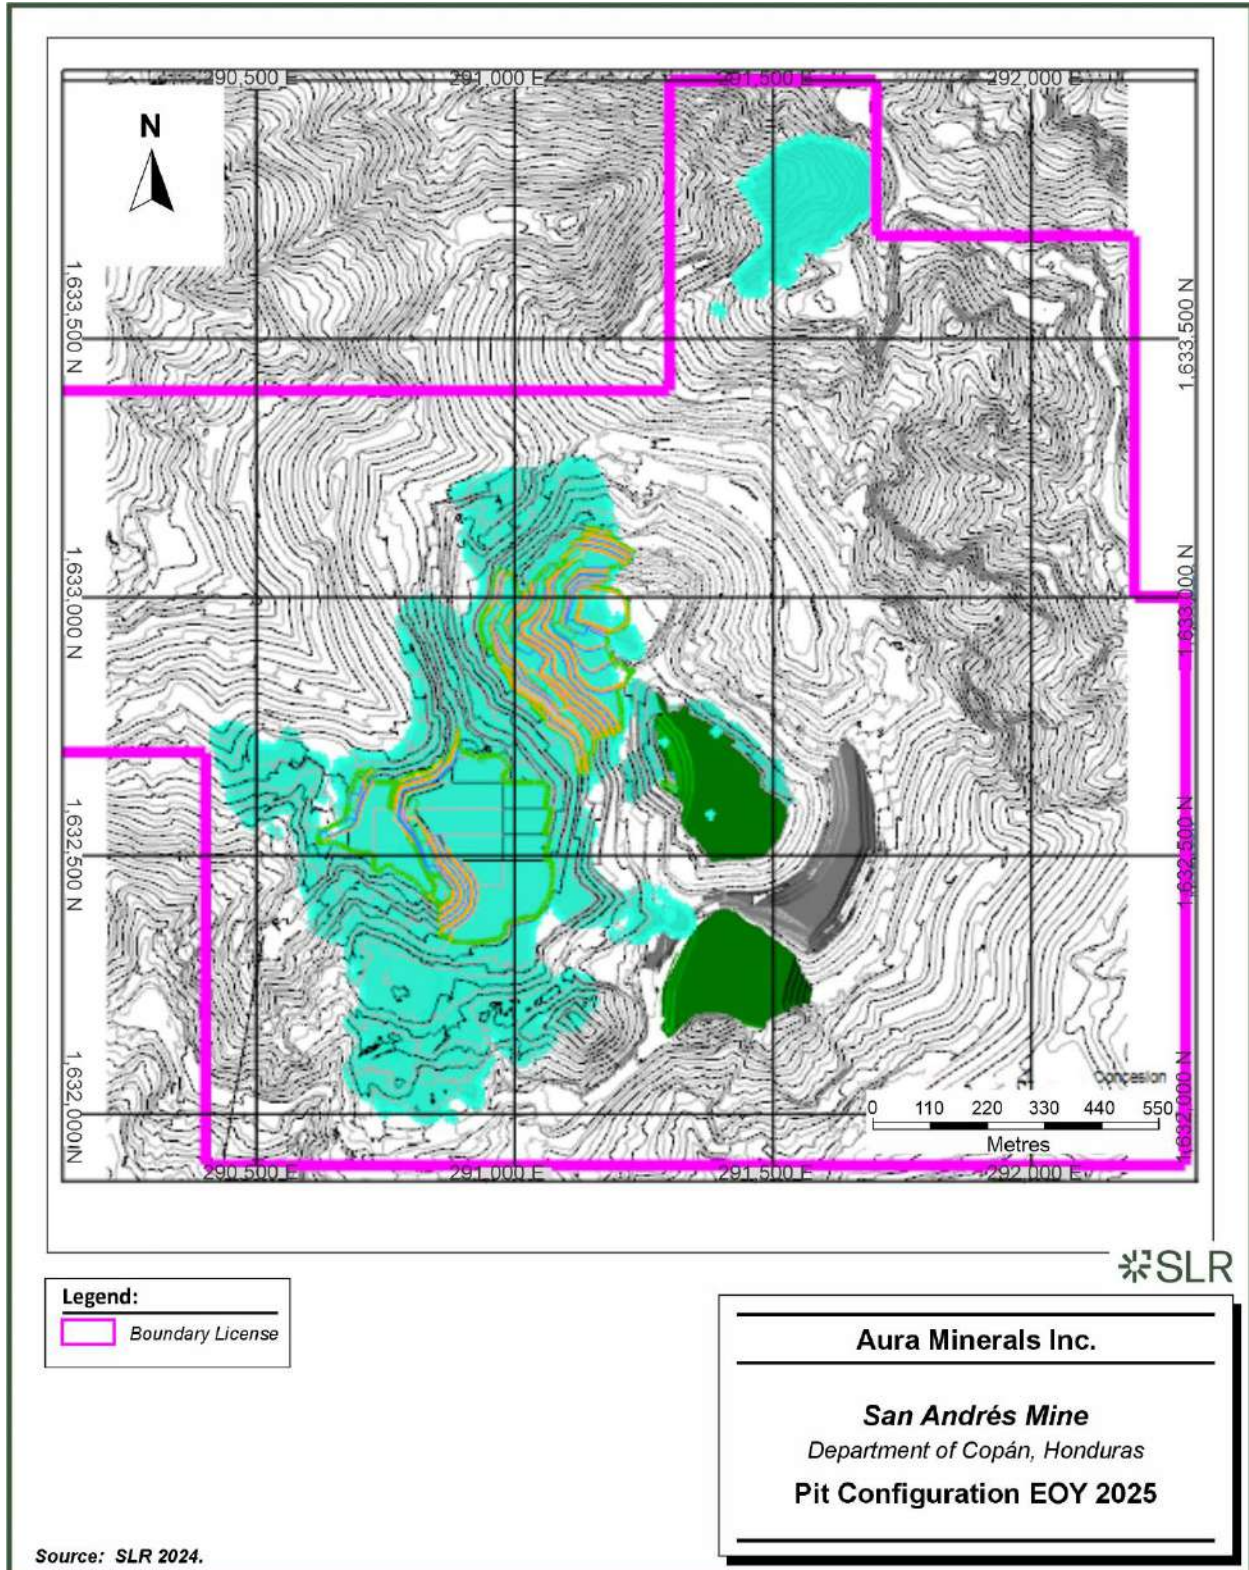 290,500 E
291,000 E
291,500 E
292,000 E
N
1,633,500 N
1,633,500 N
1,633,000 N
1,633,000 N
1,632,500 N
1,632,500 N
Concesion
0 110 220 330 440 550
Metres
1,632,000 N
1,632,000 N
290,500 E
291,000 E
291,500 E
292,000 E
SLR
Legend:
Boundary License
Aura Minerals Inc.
San Andrés Mine
Department of Copán, Honduras
Pit Configuration EOY 2025
Source: SLR 2024.